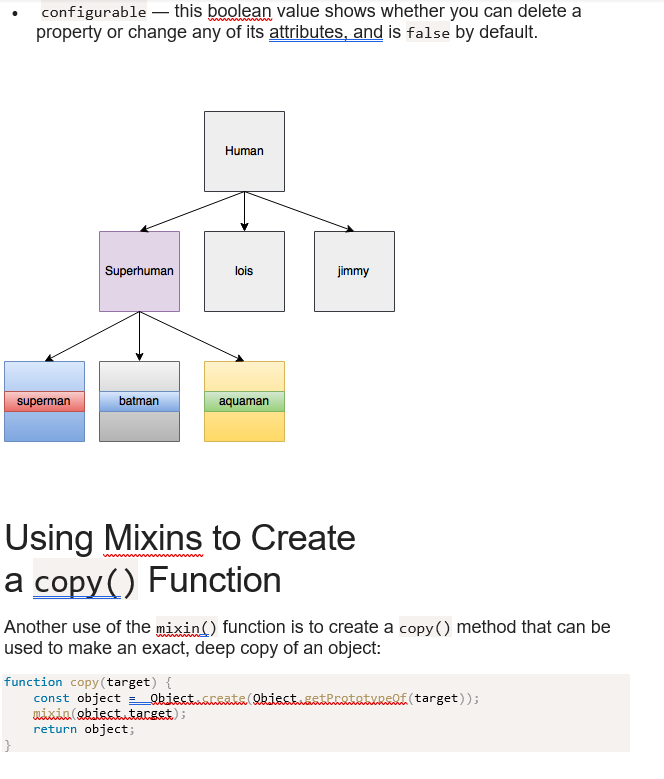 • configurable — this boolean value shows whether you can delete a
property or change any of its attributes, and is false by default.
Human
Superhuman
lois
jimmy
superman
batman
aquaman
Using Mixins to Create
a copy() Function
Another use of the mixin() function is to create a copy() method that can be
used to make an exact, deep copy of an object:
function copy(target) {
const object = Object.create(Object.getPrototypeOf(target));
mixin(object,target);
return object;
}